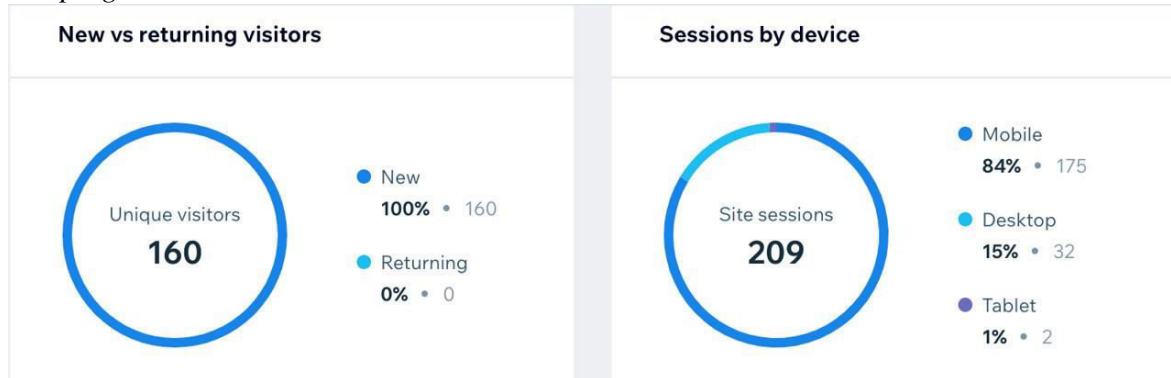 New vs returning visitors
Unique visitors
160
New
100% • 160
Returning
0% • 0
Sessions by device
Site sessions
209
Mobile
84% • 175
Desktop
15% • 32
Tablet
1% • 2